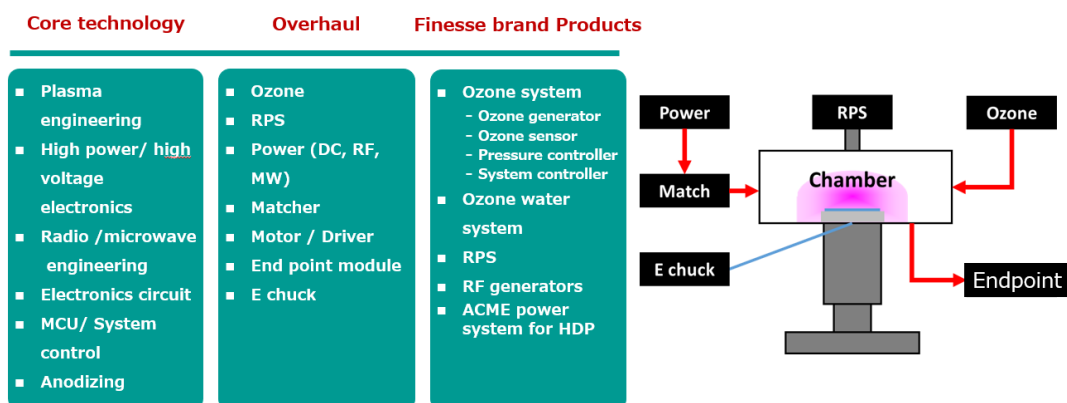 Core technology
Overhaul
Finesse brand Products
▪ Plasma
engineering
▪ High power/ high
voltage
electronics
▪ Radio /microwave
engineering
▪ Electronics circuit
▪ MCU/ System
control
▪ Anodizing
▪ Ozone
▪ RPS
▪ Power (DC, RF,
MW)
▪ Matcher
▪ Motor / Driver
▪ End point module
▪ E chuck
▪ Ozone system
- Ozone generator
- Ozone sensor
- Pressure controller
- System controller
▪ Ozone water
system
▪ RPS
▪ RF generators
▪ ACME power
system for HDP
Power
RPS
Ozone
Match
Chamber
E chuck
Endpoint